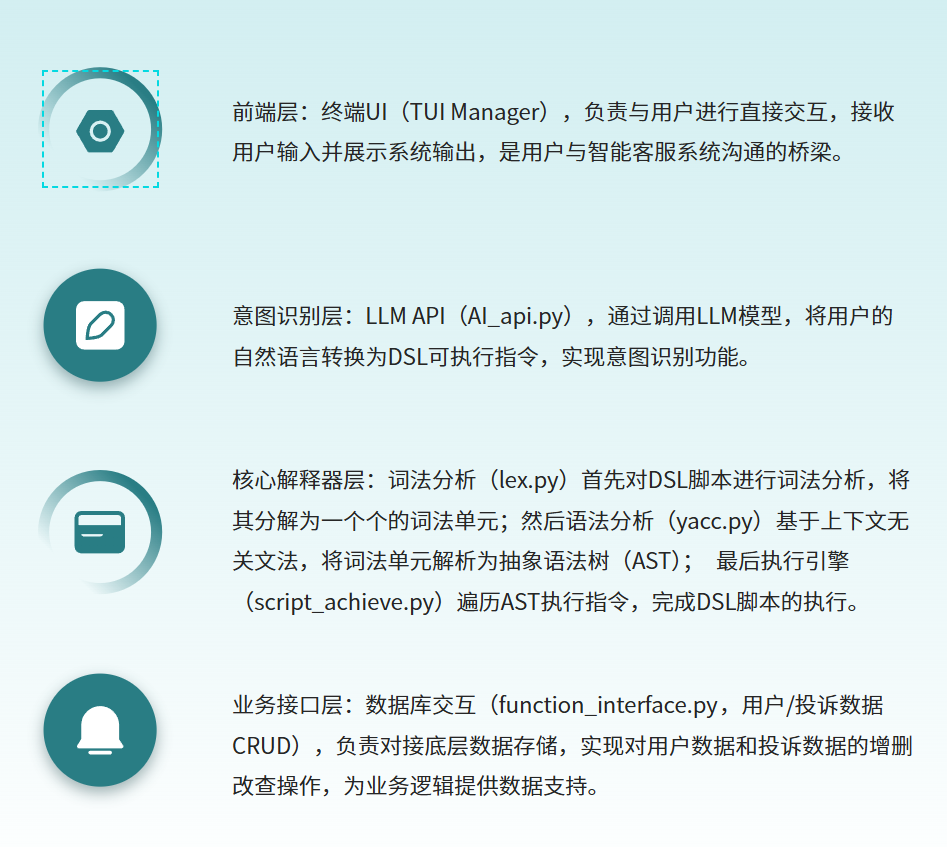 前端层：终端UI（TUI Manager），负责与用户进行直接交互，接收
用户输入并展示系统输出，是用户与智能客服系统沟通的桥梁。
意图识别层：LLM API（AI_api.py），通过调用LLM模型，将用户的
自然语言转换为DSL可执行指令，实现意图识别功能。
核心解释器层：词法分析（lex.py）首先对DSL脚本进行词法分析，将
其分解为一个个的词法单元；然后语法分析（yacc.py）基于上下文无
关文法，将词法单元解析为抽象语法树（AST）； 最后执行引擎
（script_achieve.py）遍历AST执行指令，完成DSL脚本的执行。
业务接口层：数据库交互（function_interface.py，用户/投诉数据
CRUD），负责对接底层数据存储，实现对用户数据和投诉数据的增删
改查操作，为业务逻辑提供数据支持。